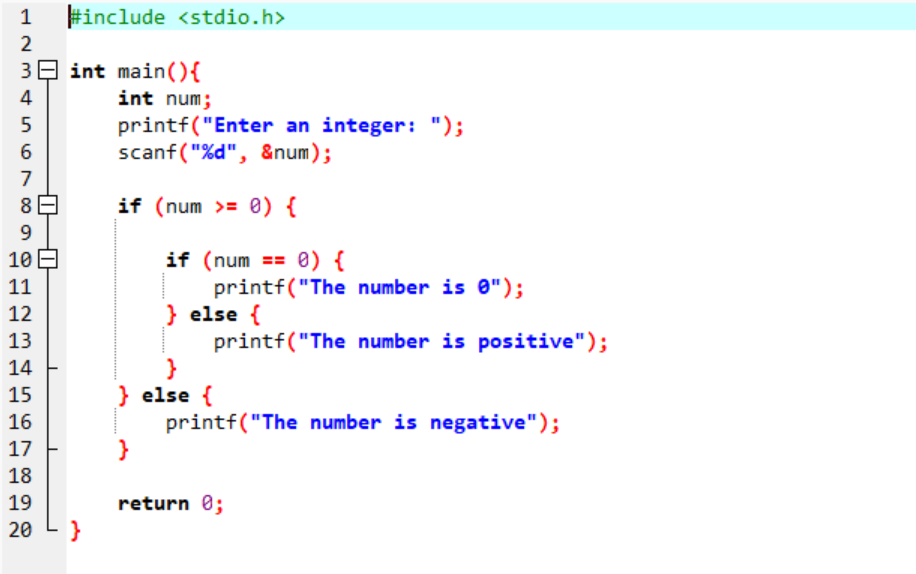 1 #include <stdio.h>
2
3 int main(){
4     int num;
5     printf("Enter an integer: ");
6     scanf("%d", &num);
7
8     if (num >= 0) {
9
10         if (num == 0) {
11             printf("The number is 0");
12         } else {
13             printf("The number is positive");
14         }
15     } else {
16         printf("The number is negative");
17     }
18
19     return 0;
20 }